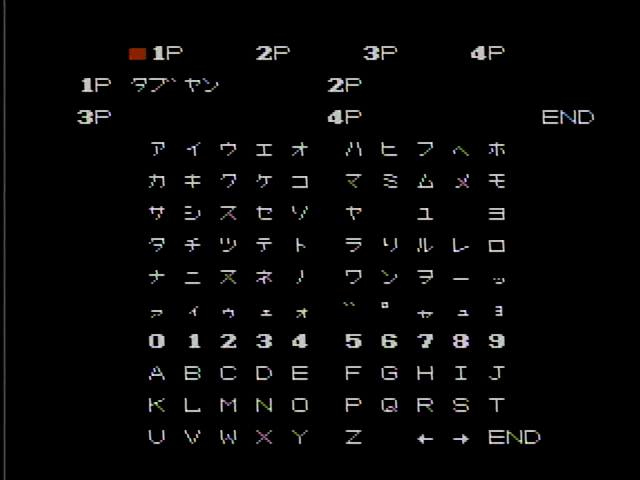 1P 2P 3P 4P
1P タブヤン 2P
3P 4P END
ア イ ウ エ オ ハ ヒ フ ヘ ホ
カ キ ク ケ コ マ ミ ム メ モ
サ シ ス セ ソ ヤ ユ ヨ
タ チ ツ テ ト ラ リ ル レ ロ
ナ ニ ヌ ネ ノ ワ ン ヲ ー ッ
ァ ィ ゥ ェ ォ ゛ ゜ ャ ュ ョ
0 1 2 3 4 5 6 7 8 9
A B C D E F G H I J
K L M N O P Q R S T
U V W X Y Z ← → END